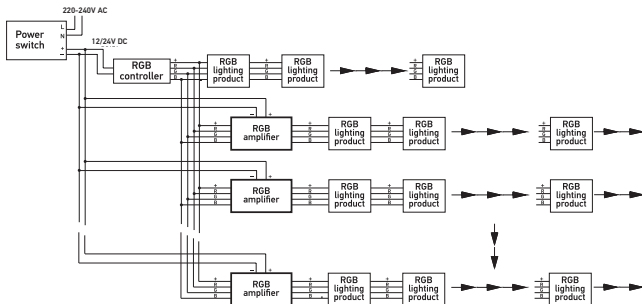 220-240V AC
Power
switch
L
N
+
−
12/24V DC
RGB
controller
+
R
G
B
RGB
lighting
product
+
R
G
B
RGB
lighting
product
+
R
G
B
RGB
lighting
product
− +
RGB
amplifier
+
R
G
B
RGB
lighting
product
+
R
G
B
RGB
lighting
product
+
R
G
B
RGB
lighting
product
− +
RGB
amplifier
+
R
G
B
RGB
lighting
product
+
R
G
B
RGB
lighting
product
+
R
G
B
RGB
lighting
product
− +
RGB
amplifier
+
R
G
B
RGB
lighting
product
+
R
G
B
RGB
lighting
product
+
R
G
B
RGB
lighting
product